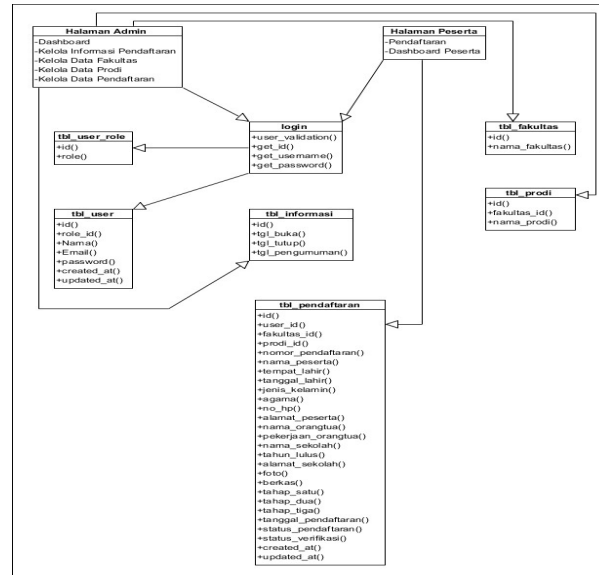 Halaman Admin
-Dashboard
-Kelola Informasi Pendaftaran
-Kelola Data Fakultas
-Kelola Data Prodi
-Kelola Data Pendaftaran
Halaman Peserta
-Pendaftaran
-Dashboard Peserta
login
+user_validation()
+get_id()
+get_username()
+get_password()
tbl_user_role
+id()
+role()
tbl_fakultas
+id()
+nama_fakultas()
tbl_prodi
+id()
+fakultas_id()
+nama_prodi()
tbl_user
+id()
+role_id()
+Nama()
+Email()
+password()
+created_at()
+updated_at()
tbl_informasi
+id()
+tgl_buka()
+tgl_tutup()
+tgl_pengumuman()
tbl_pendaftaran
+id()
+user_id()
+fakultas_id()
+prodi_id()
+nomor_pendaftaran()
+nama_peserta()
+tempat_lahir()
+tanggal_lahir()
+jenis_kelamin()
+agama()
+no_hp()
+alamat_peserta()
+nama_orangtua()
+pekerjaan_orangtua()
+nama_sekolah()
+tahun_lulus()
+alamat_sekolah()
+foto()
+berkas()
+tahap_satu()
+tahap_dua()
+tahap_tiga()
+tanggal_pendaftaran()
+status_pendaftaran()
+status_verifikasi()
+created_at()
+updated_at()